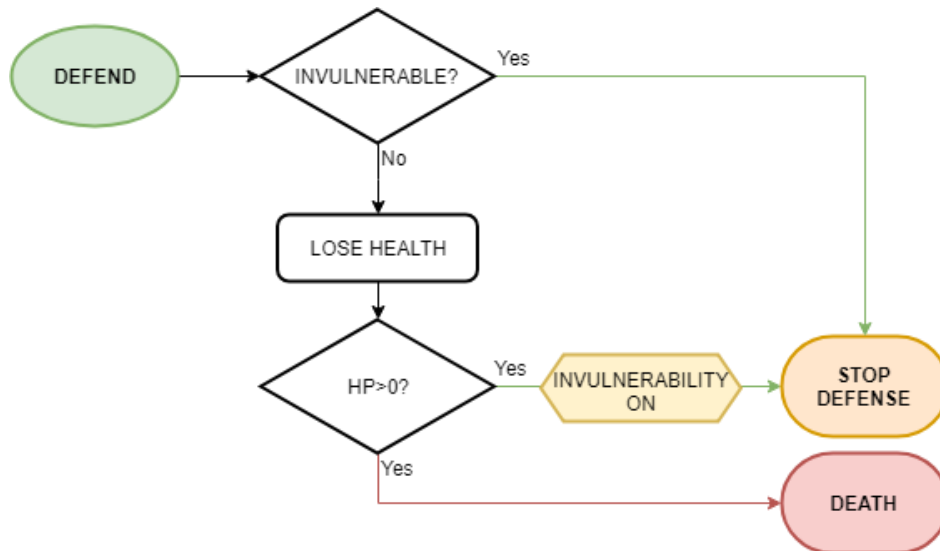 DEFEND
INVULNERABLE?
Yes
No
LOSE HEALTH
HP>0?
Yes
INVULNERABILITY
ON
STOP
DEFENSE
Yes
DEATH